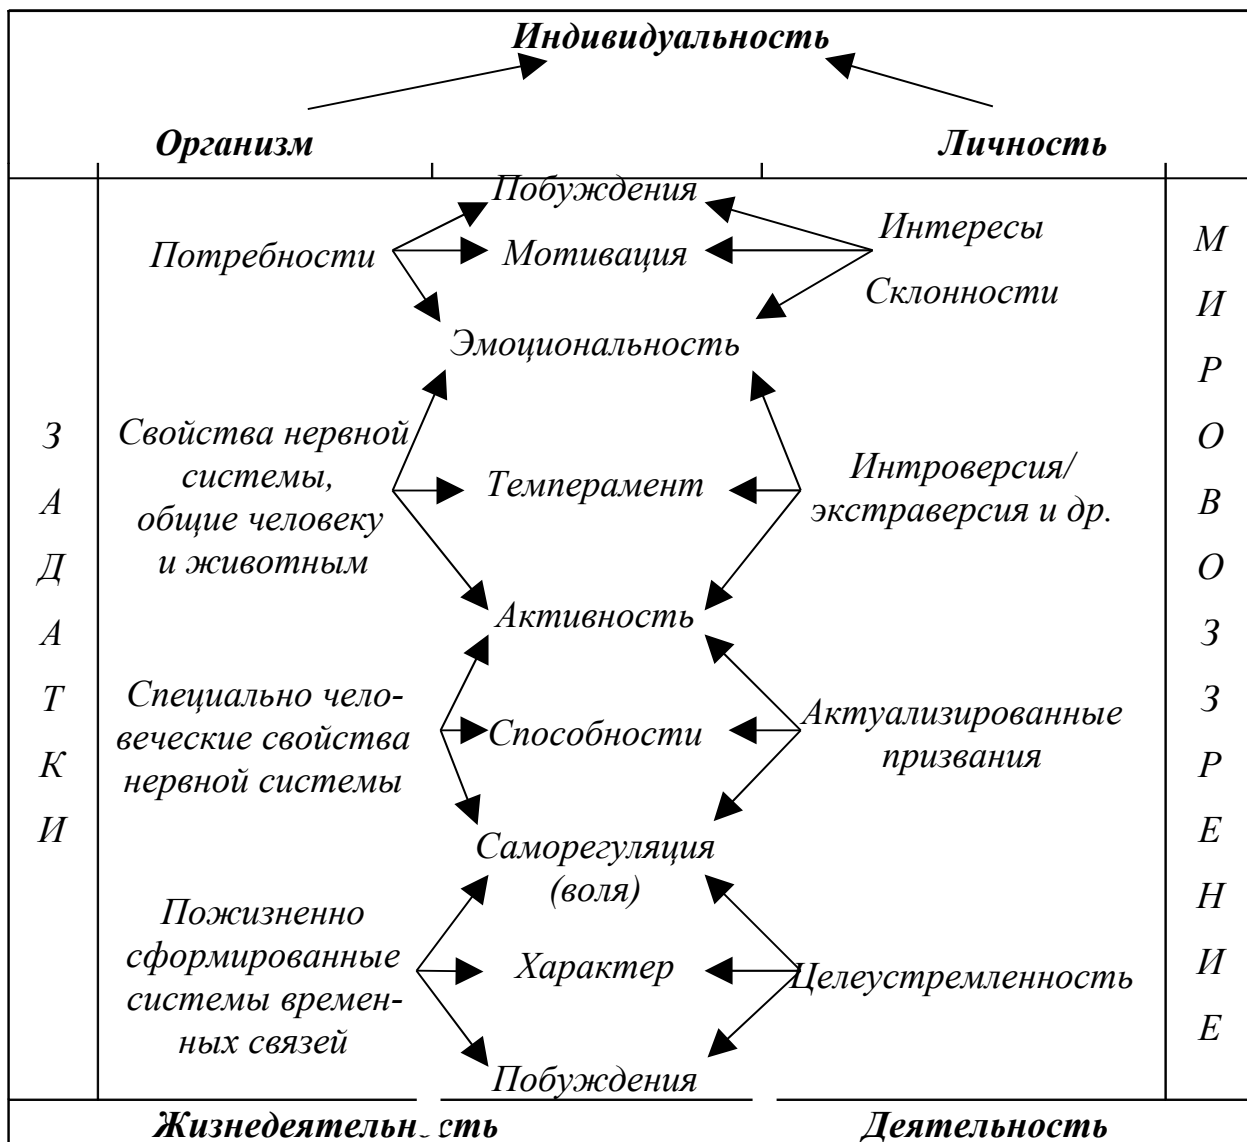 Индивидуальность
Организм
Личность
Побуждения
Потребности
Мотивация
Интересы
Склонности
Эмоциональность
Свойства нервной
системы,
общие человеку
и животным
Темперамент
Интроверсия/
экстраверсия и др.
Активность
Специально чело-
веческие свойства
нервной системы
Способности
Актуализированные
призвания
Саморегуляция
(воля)
Пожизненно
сформированные
системы времен-
ных связей
Характер
Целеустремленность
Побуждения
З
А
Д
А
Т
К
И
М
И
Р
О
В
О
З
З
Р
Е
Н
И
Е
Жизнедеятельность
Деятельность